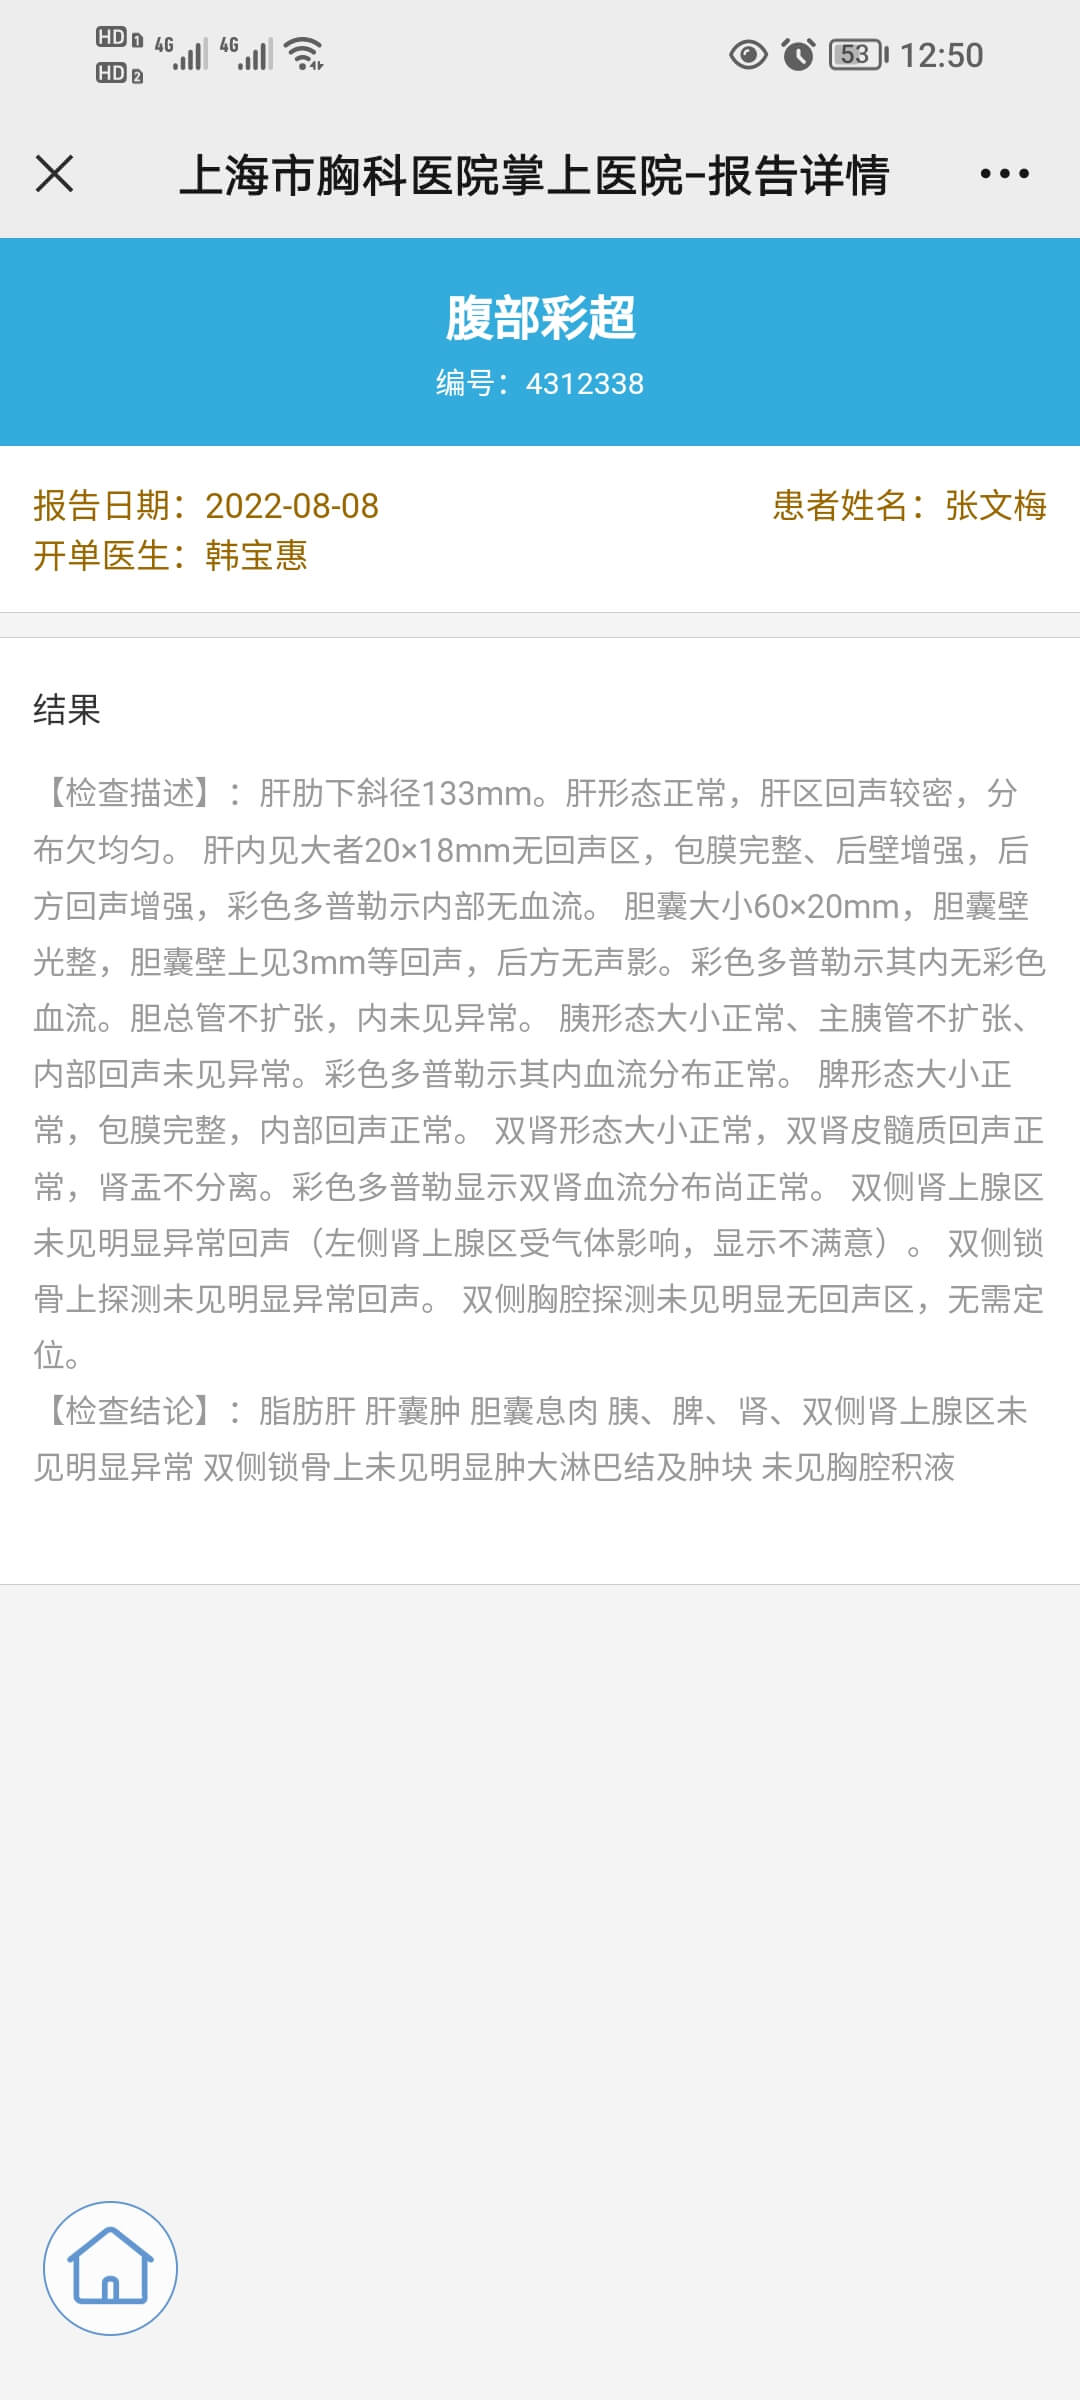 HD 1 4G 4G
HD 2
53 12:50
上海市胸科医院掌上医院-报告详情
腹部彩超
编号：4312338
报告日期：2022-08-08
患者姓名：张文梅
开单医生：韩宝惠
结果
【检查描述】：肝肋下斜径133mm。肝形态正常，肝区回声较密，分
布欠均匀。 肝内见大者20×18mm无回声区，包膜完整、后壁增强，后
方回声增强，彩色多普勒示内部无血流。 胆囊大小60×20mm，胆囊壁
光整，胆囊壁上见3mm等回声，后方无声影。彩色多普勒示其内无彩色
血流。胆总管不扩张，内未见异常。 胰形态大小正常、主胰管不扩张、
内部回声未见异常。彩色多普勒示其内血流分布正常。 脾形态大小正
常，包膜完整，内部回声正常。 双肾形态大小正常，双肾皮髓质回声正
常，肾盂不分离。彩色多普勒显示双肾血流分布尚正常。 双侧肾上腺区
未见明显异常回声（左侧肾上腺区受气体影响，显示不满意）。 双侧锁
骨上探测未见明显异常回声。 双侧胸腔探测未见明显无回声区，无需定
位。
【检查结论】：脂肪肝 肝囊肿 胆囊息肉 胰、脾、肾、双侧肾上腺区未
见明显异常 双侧锁骨上未见明显肿大淋巴结及肿块 未见胸腔积液